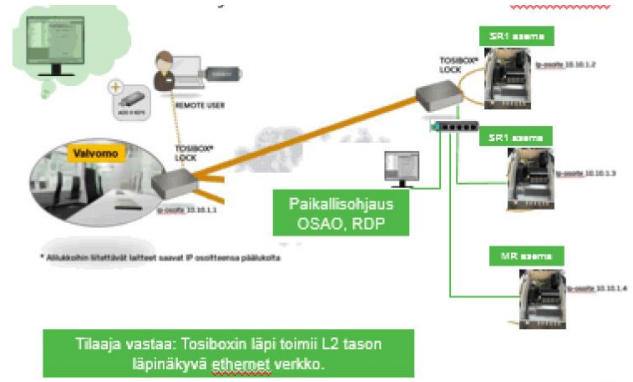 SR1 asema
TOSIBOX®
LOCK
ip-osoite 10.10.1.2
REMOTE USER
ADD'L KEYS
TOSIBOX®
LOCK
Valvomo
SR1 asema
ip-osoite 10.10.1.3
Paikallisohjaus
OSAO, RDP
ip-osoite 10.10.1.1
MR asema
* Alilukkoihin liitettävät laitteet saavat IP osoitteensa päälukolta
ip-osoite 10.10.1.4
Tilaaja vastaa: Tosiboxin läpi toimii L2 tason
läpinäkyvä ethernet verkko.